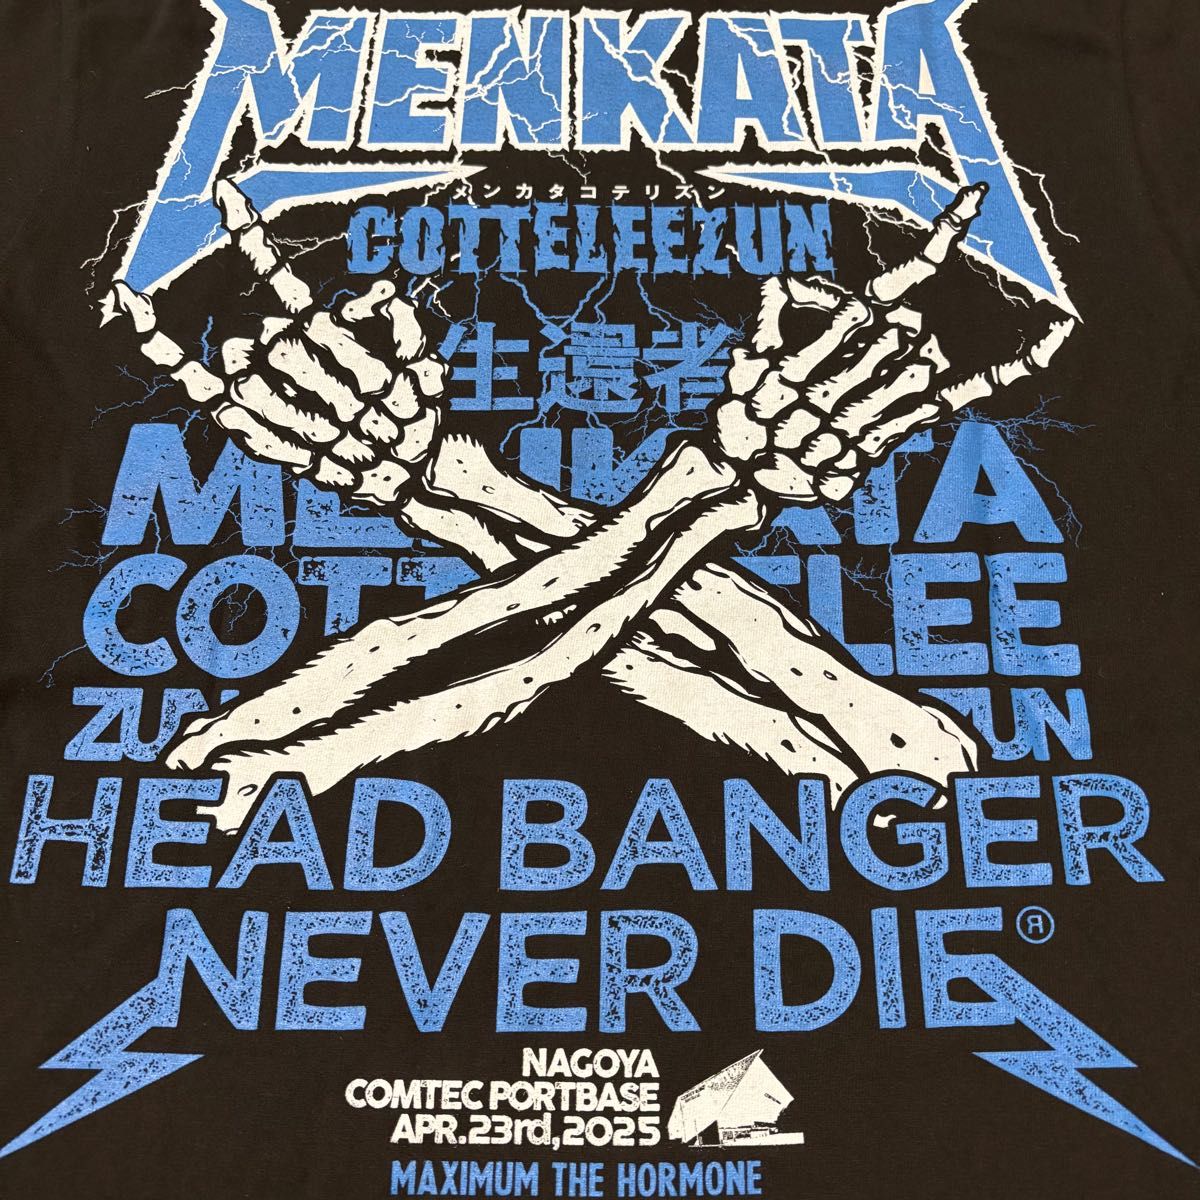 MENKATA
メンカタコテリズン
COTTELEEZUN
生還者
HEAD BANGER
NEVER DIE®
NAGOYA
COMTEC PORTBASE
APR.23rd,2025
MAXIMUM THE HORMONE